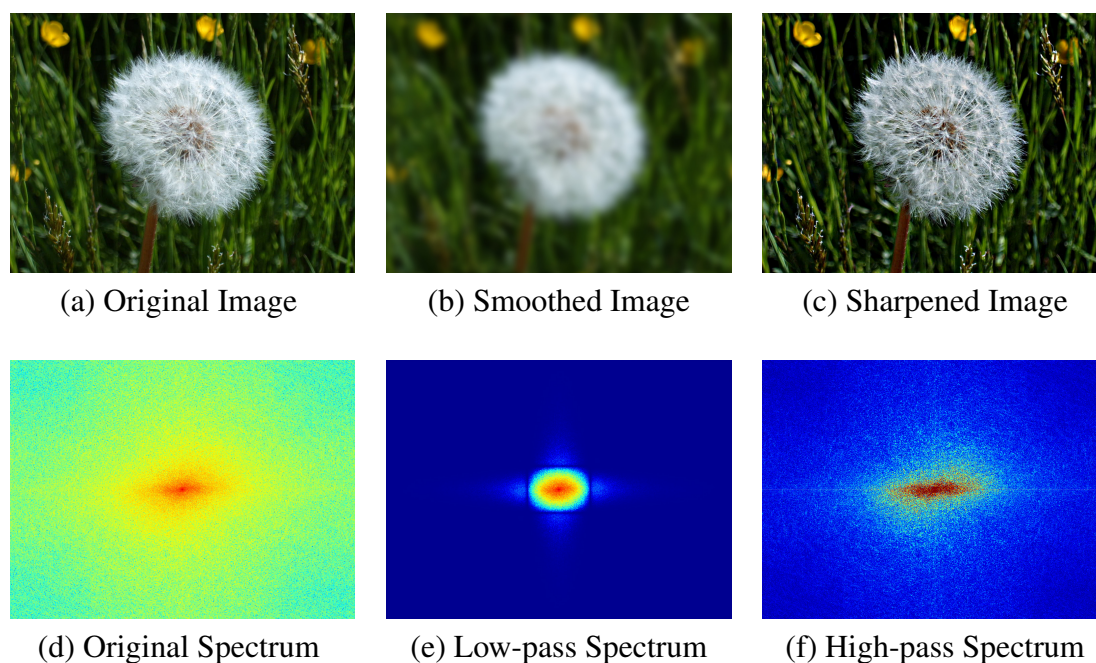 (a) Original Image
(b) Smoothed Image
(c) Sharpened Image
(d) Original Spectrum
(e) Low-pass Spectrum
(f) High-pass Spectrum